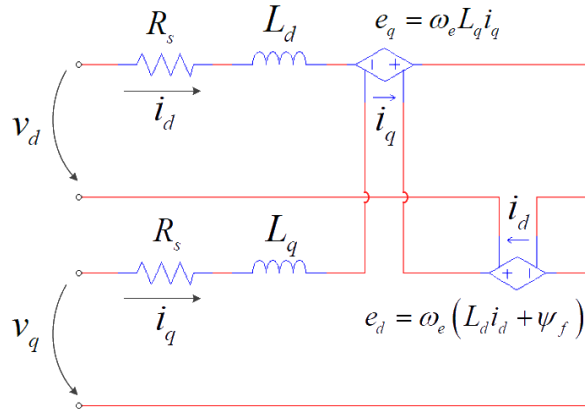 R_s L_d e_q = ω_e L_q i_q
i_d i_q
v_d
R_s L_q i_d
i_q e_d = ω_e (L_d i_d + ψ_f)
v_q